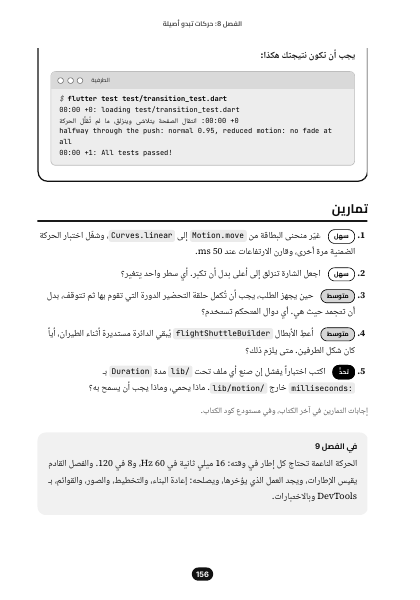 الفصل 8: حركات تبدو أصيلة
يجب أن تكون نتيجتك هكذا:
الطرفية
$ flutter test test/transition_test.dart
00:00 +0: loading test/transition_test.dart
00:00 +0: انتقال الصفحة يتلاشى وينزلق ما لم تُقلَّل الحركة
halfway through the push: normal 0.95, reduced motion: no fade at
all
00:00 +1: All tests passed!
تمارين
1. سهل غيّر منحنى البطاقة من Motion.move إلى Curves.linear، وشغّل اختبار الحركة
الضمنية مرة أخرى، وقارن الارتفاعات عند 50 ms.
2. سهل اجعل الشارة تنزلق إلى أعلى بدل أن تكبر. أي سطر واحد يتغير؟
3. متوسط حين يجهز الطلب، يجب أن تُكمل حلقة التحضير الدورة التي تقوم بها ثم تتوقف، بدل
أن تتجمد حيث هي. أي دوال المتحكم تستخدم؟
4. متوسط أعطِ الأبطال flightShuttleBuilder يُبقي الدائرة مستديرة أثناء الطيران، أياً
كان شكل الطرفين. متى يلزم ذلك؟
5. تحدٍّ اكتب اختباراً يفشل إن صنع أي ملف تحت lib/ مدة Duration بـ
milliseconds: خارج lib/motion/. ماذا يحمي، وماذا يجب أن يسمح به؟
إجابات التمارين في آخر الكتاب، وفي مستودع كود الكتاب.
في الفصل 9
الحركة الناعمة تحتاج كل إطار في وقته: 16 ميلي ثانية في 60 Hz، و8 في 120. والفصل القادم
يقيس الإطارات، ويجد العمل الذي يؤخرها، ويصلحه: إعادة البناء، والتخطيط، والصور، والقوائم، بـ
DevTools وبالاختبارات.
156